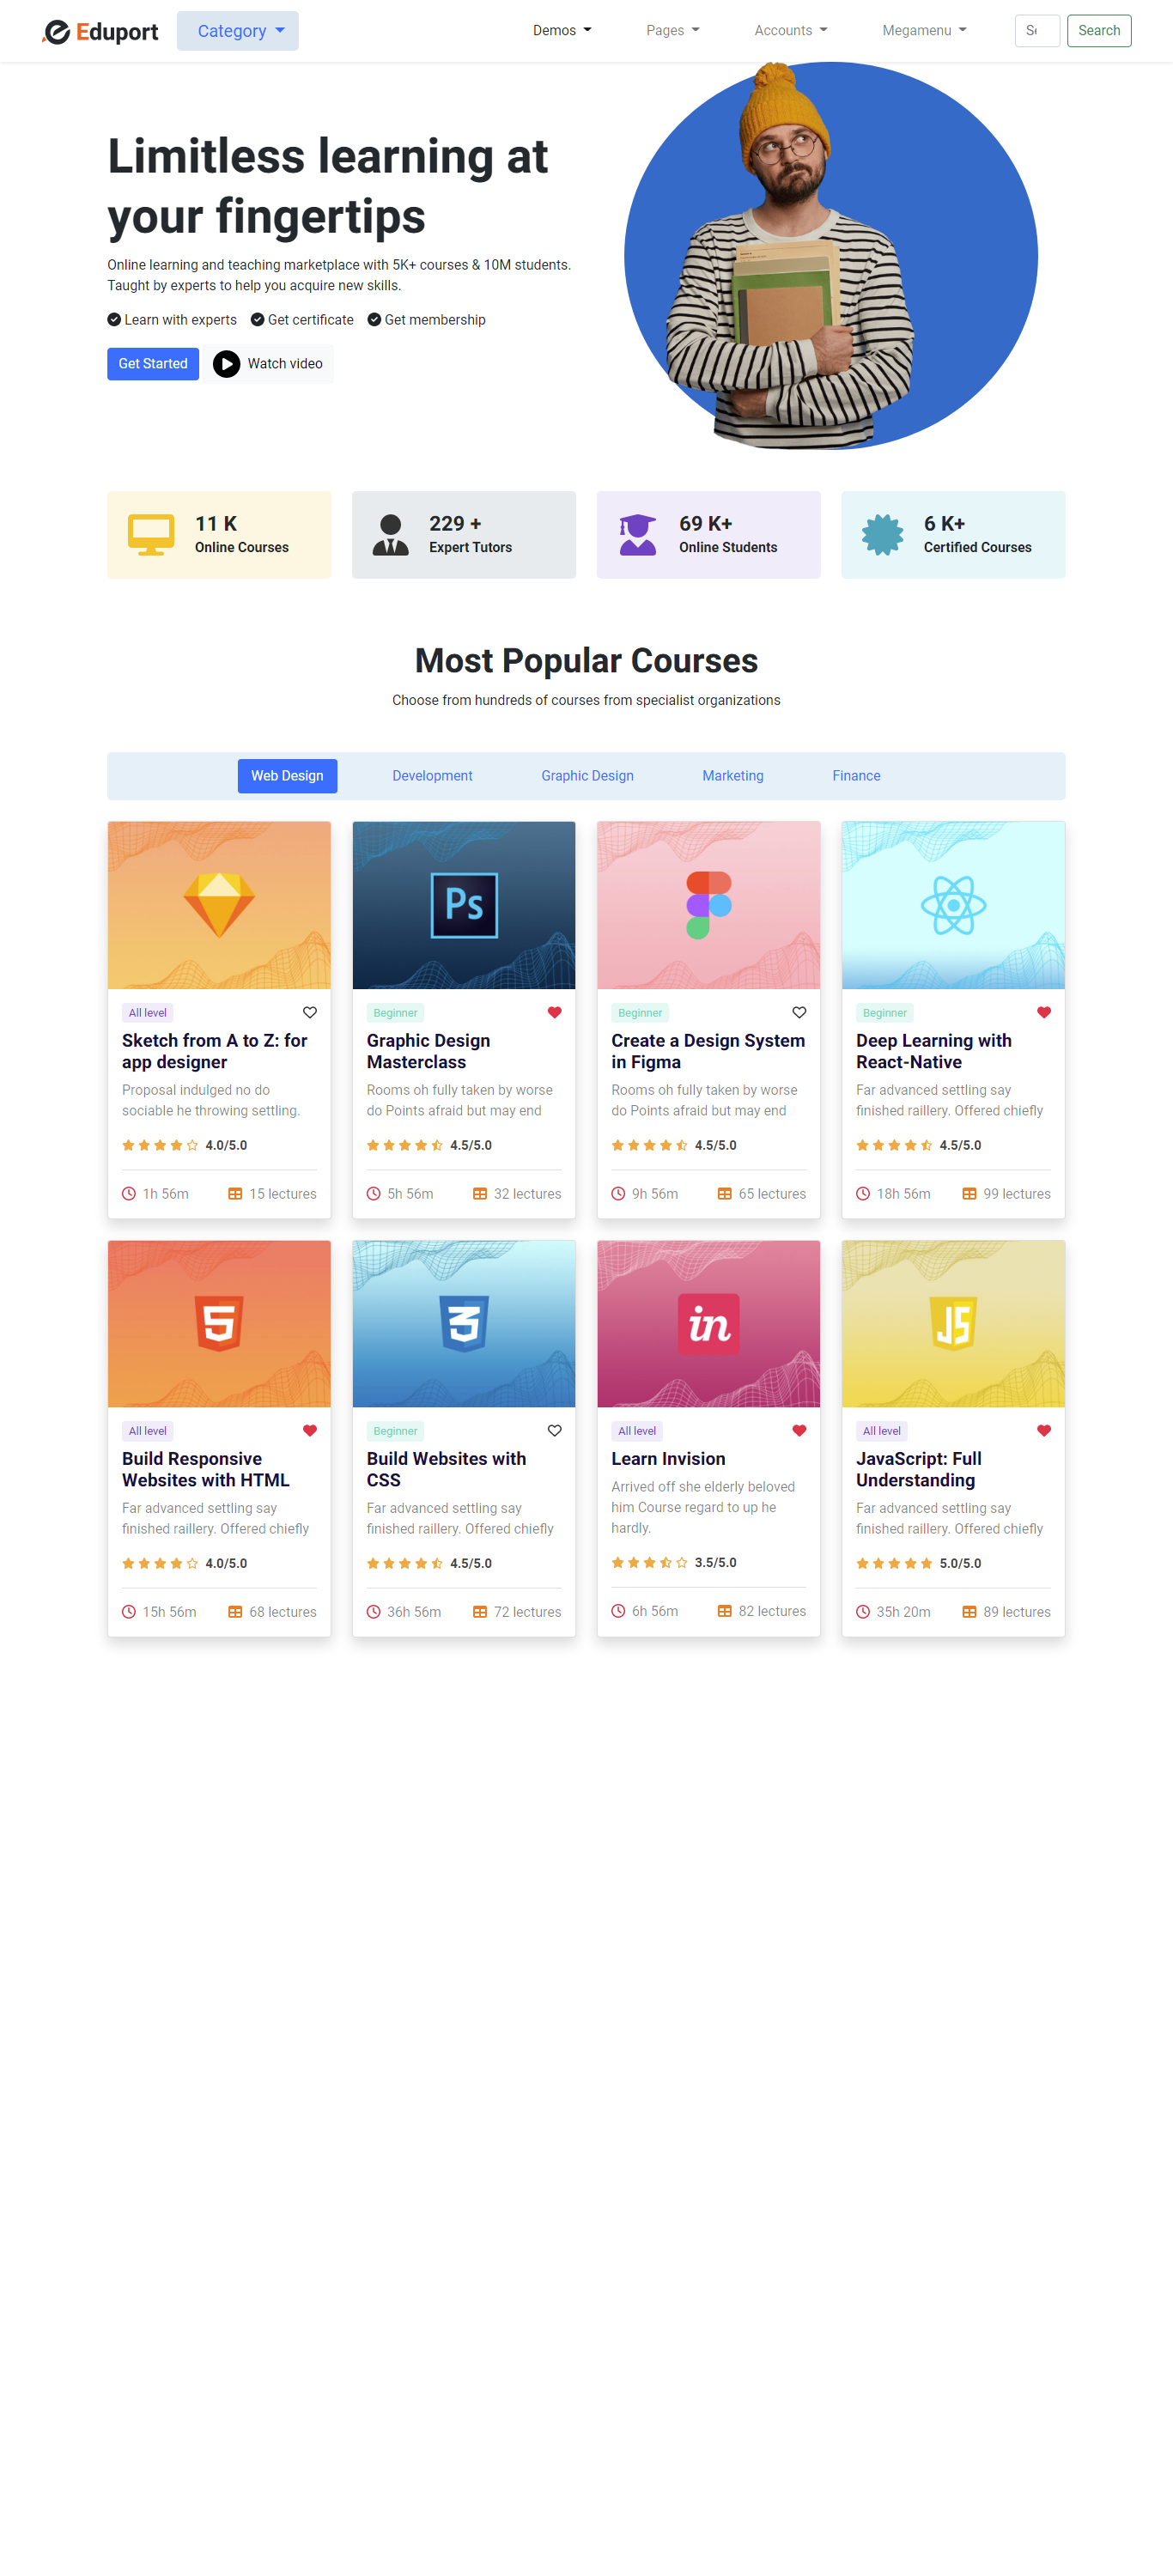 Eduport
Category
Demos
Pages
Accounts
Megamenu
Search
Limitless learning at
your fingertips
Online learning and teaching marketplace with 5K+ courses & 10M students.
Taught by experts to help you acquire new skills.
Learn with experts
Get certificate
Get membership
Get Started
Watch video
11 K
Online Courses
229 +
Expert Tutors
69 K+
Online Students
6 K+
Certified Courses
Most Popular Courses
Choose from hundreds of courses from specialist organizations
Web Design
Development
Graphic Design
Marketing
Finance
All level
Sketch from A to Z: for
app designer
Proposal indulged no do
sociable he throwing settling.
4.0/5.0
1h 56m
15 lectures
Ps
Beginner
Graphic Design
Masterclass
Rooms oh fully taken by worse
do Points afraid but may end
4.5/5.0
5h 56m
32 lectures
Beginner
Create a Design System
in Figma
Rooms oh fully taken by worse
do Points afraid but may end
4.5/5.0
9h 56m
65 lectures
Beginner
Deep Learning with
React-Native
Far advanced settling say
finished raillery. Offered chiefly
4.5/5.0
18h 56m
99 lectures
5
All level
Build Responsive
Websites with HTML
Far advanced settling say
finished raillery. Offered chiefly
4.0/5.0
15h 56m
68 lectures
3
Beginner
Build Websites with
CSS
Far advanced settling say
finished raillery. Offered chiefly
4.5/5.0
36h 56m
72 lectures
in
All level
Learn Invision
Arrived off she elderly beloved
him Course regard to up he
hardly.
3.5/5.0
6h 56m
82 lectures
JS
All level
JavaScript: Full
Understanding
Far advanced settling say
finished raillery. Offered chiefly
5.0/5.0
35h 20m
89 lectures